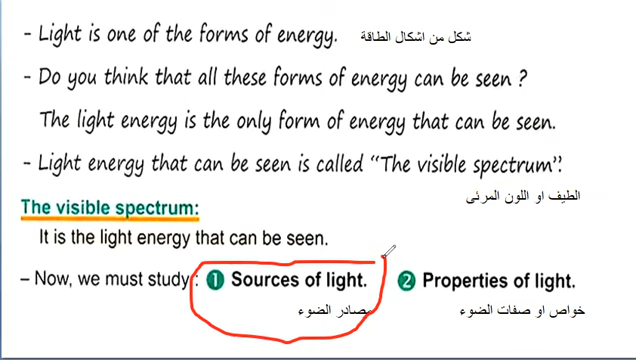 - Light is one of the forms of energy. شكل من اشكال الطاقة
- Do you think that all these forms of energy can be seen ?
The light energy is the only form of energy that can be seen.
- Light energy that can be seen is called “The visible spectrum”.
الطيف او اللون المرئى
The visible spectrum:
It is the light energy that can be seen.
– Now, we must study : 1 Sources of light. 2 Properties of light.
مصادر الضوء خواص او صفات الضوء